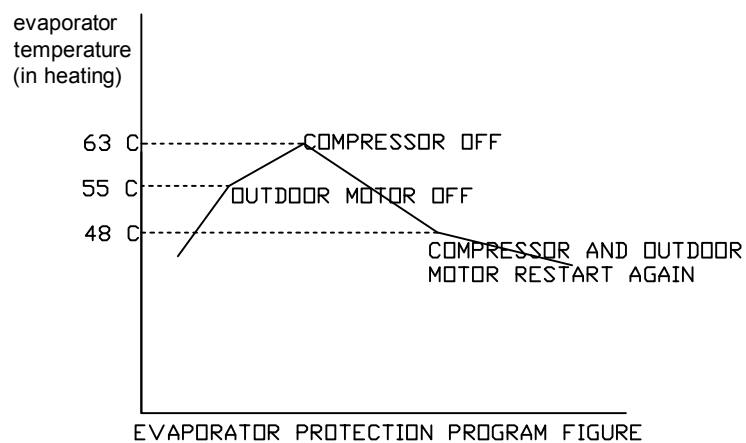 evaporator
temperature
(in heating)
63 C
COMPRESSOR OFF
55 C
OUTDOOR MOTOR OFF
48 C
COMPRESSOR AND OUTDOOR
MOTOR RESTART AGAIN
EVAPORATOR PROTECTION PROGRAM FIGURE